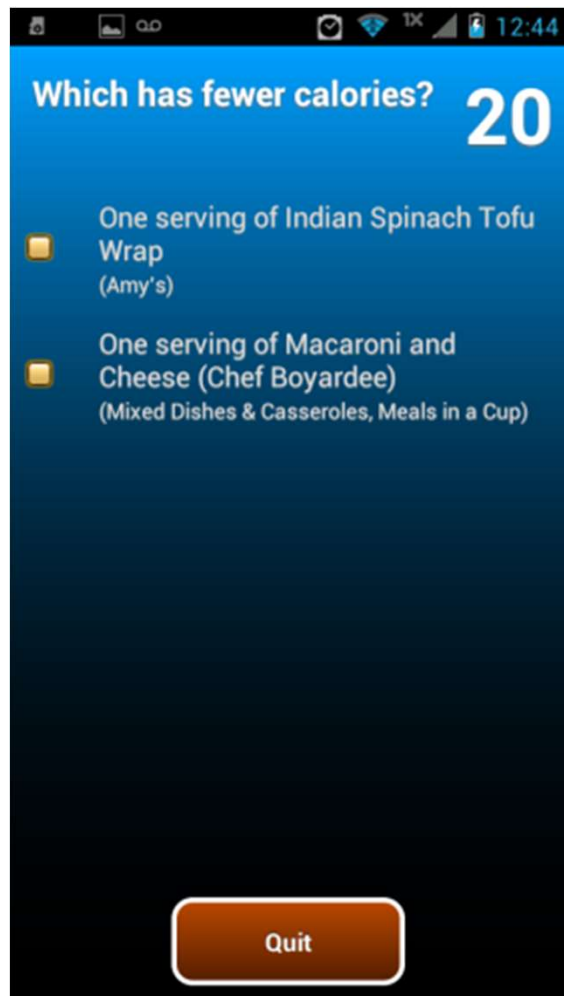 1X 12:44
Which has fewer calories? 20
One serving of Indian Spinach Tofu
Wrap
(Amy's)
One serving of Macaroni and
Cheese (Chef Boyardee)
(Mixed Dishes & Casseroles, Meals in a Cup)
Quit